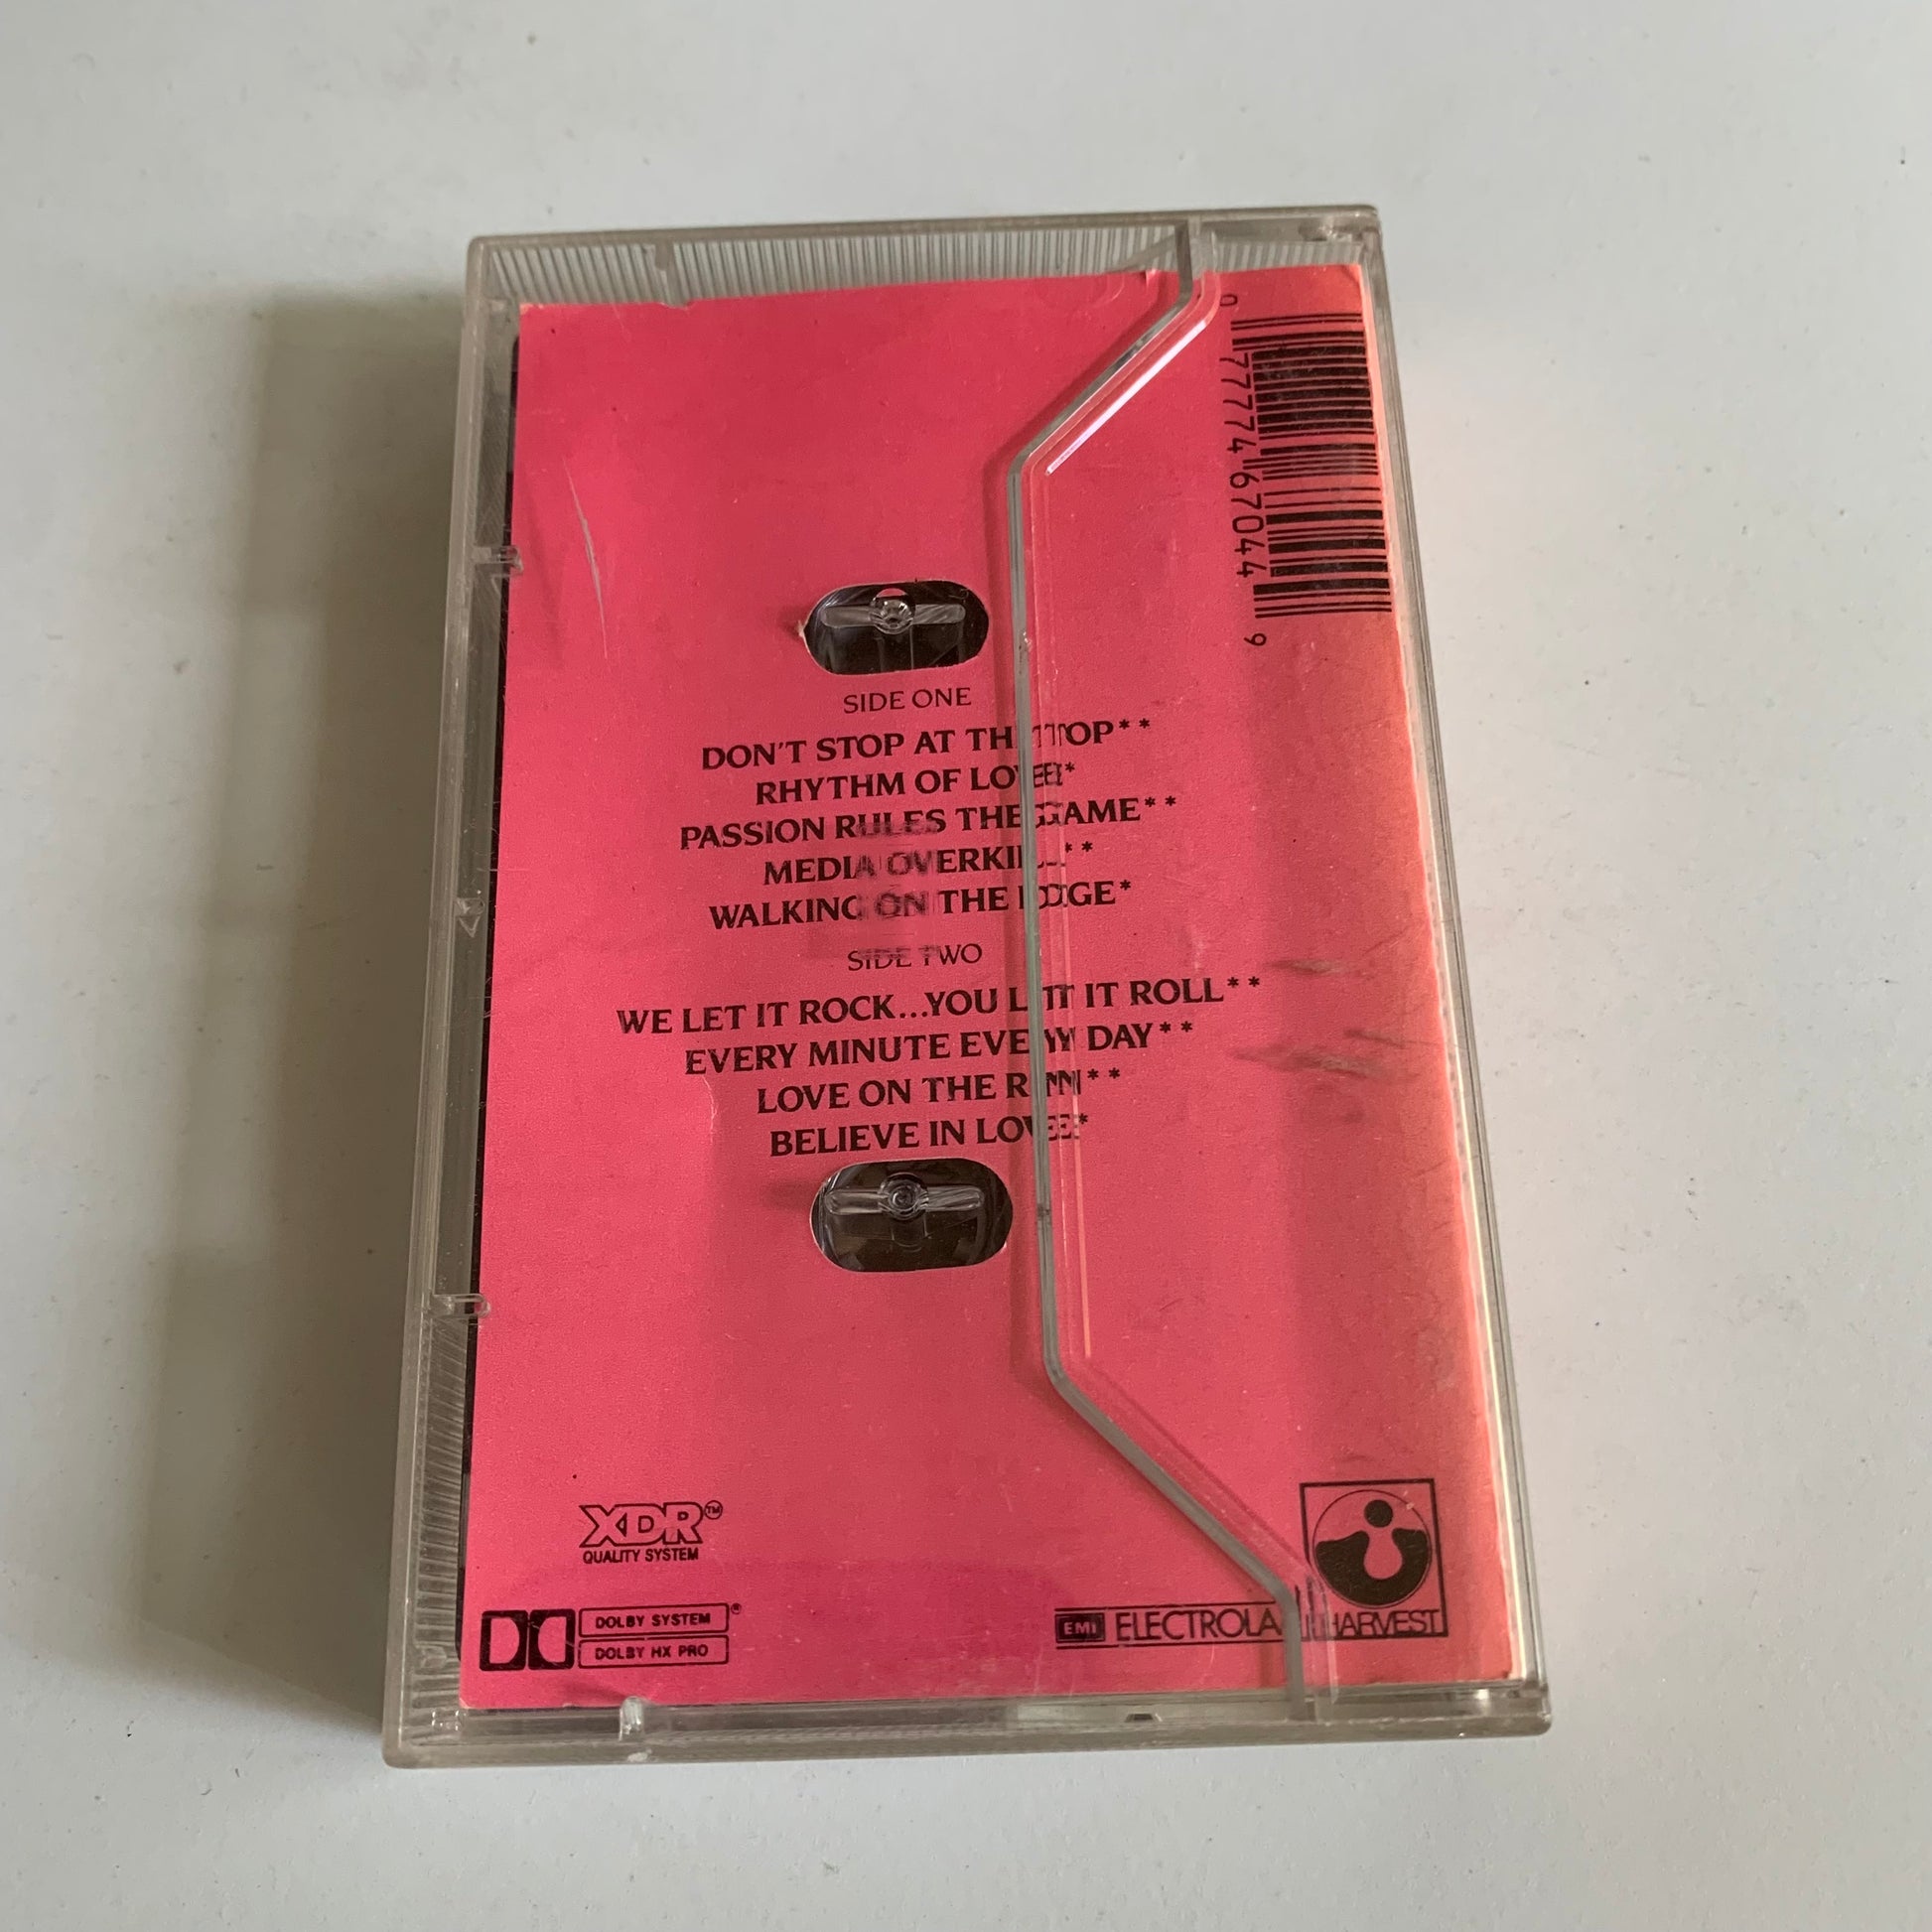 SIDE ONE
DON'T STOP AT THE TOP**
RHYTHM OF LOVE*
PASSION RULES THE GAME**
MEDIA OVERKILL**
WALKING ON THE EDGE*
SIDE TWO
WE LET IT ROCK...YOU LET IT ROLL**
EVERY MINUTE EVERY DAY**
LOVE ON THE RUN**
BELIEVE IN LOVE*
0 77774 67044 9
XDR™
QUALITY SYSTEM
DOLBY SYSTEM®
DOLBY HX PRO
EMI ELECTROLA HARVEST